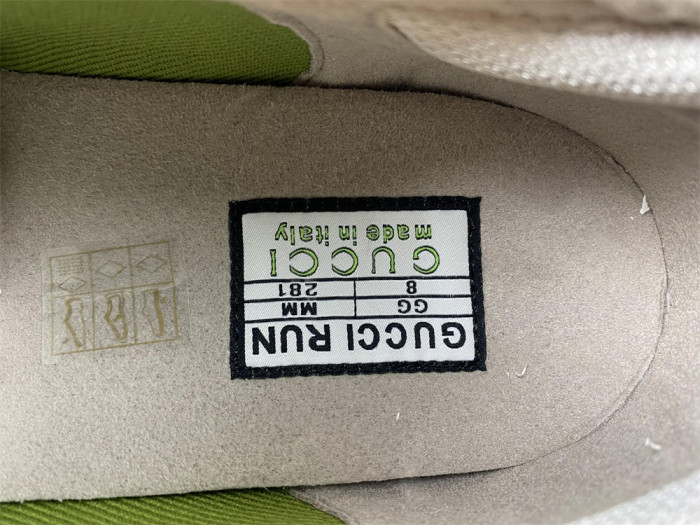 GUCCI RUN
GG MM
8 281
GUCCI
made in italy